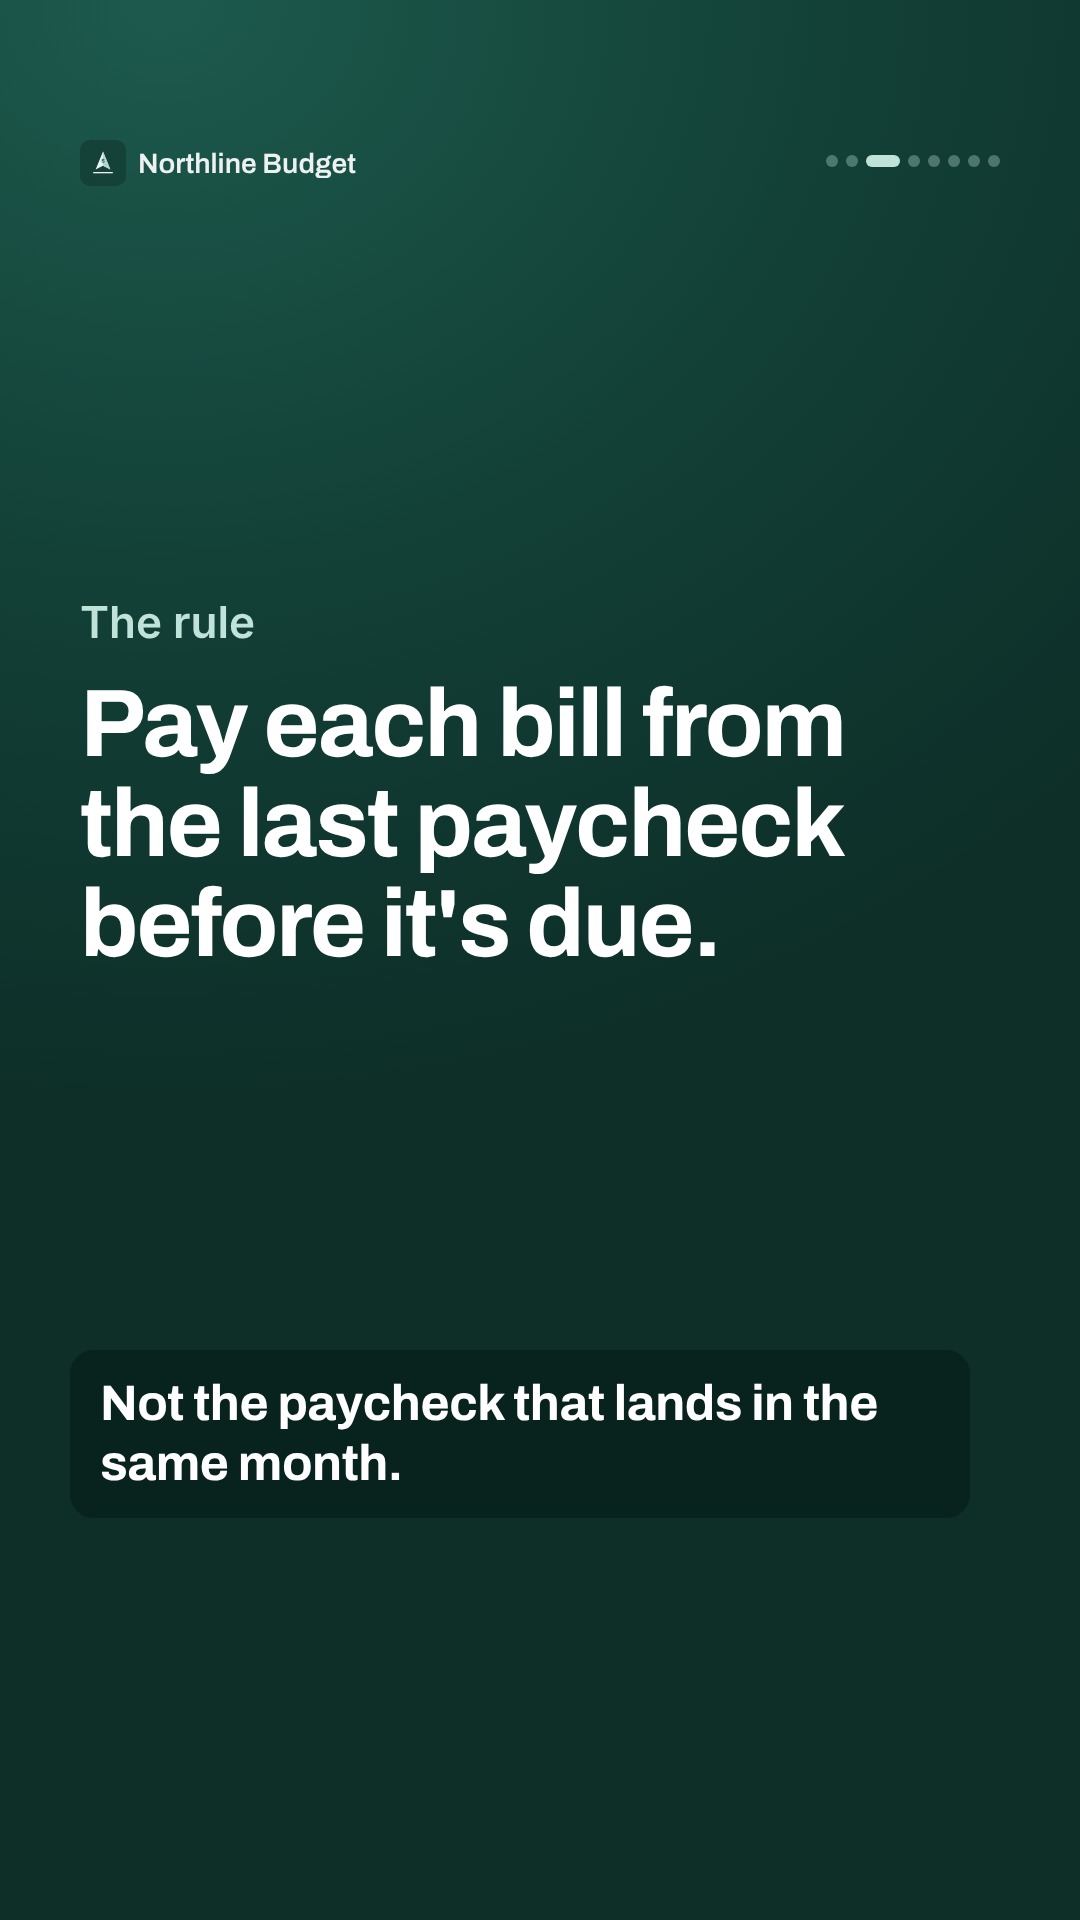 Northline Budget
The rule
Pay each bill from
the last paycheck
before it's due.
Not the paycheck that lands in the
same month.